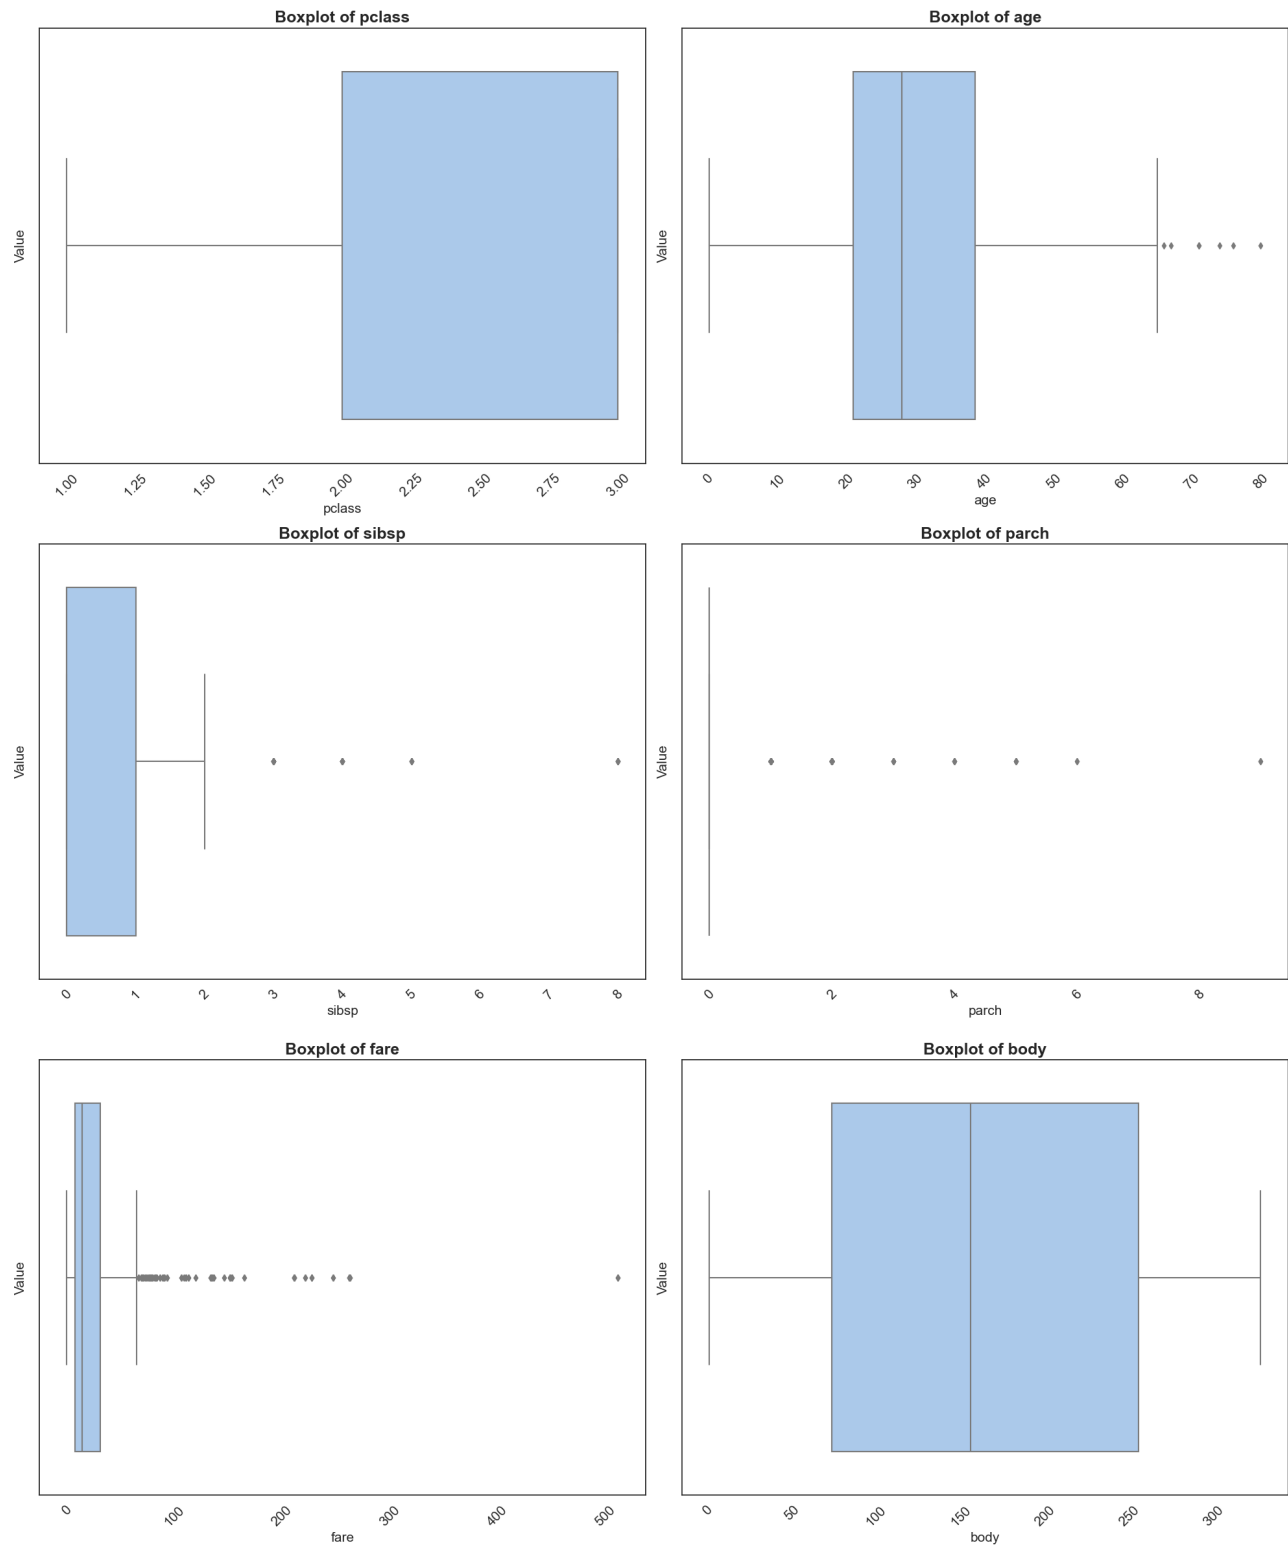 Boxplot of pclass
Value
1.00 1.25 1.50 1.75 2.00 2.25 2.50 2.75 3.00
pclass
Boxplot of age
Value
0 10 20 30 40 50 60 70 80
age
Boxplot of sibsp
Value
0 1 2 3 4 5 6 7 8
sibsp
Boxplot of parch
Value
0 2 4 6 8
parch
Boxplot of fare
Value
0 100 200 300 400 500
fare
Boxplot of body
Value
0 50 100 150 200 250 300
body